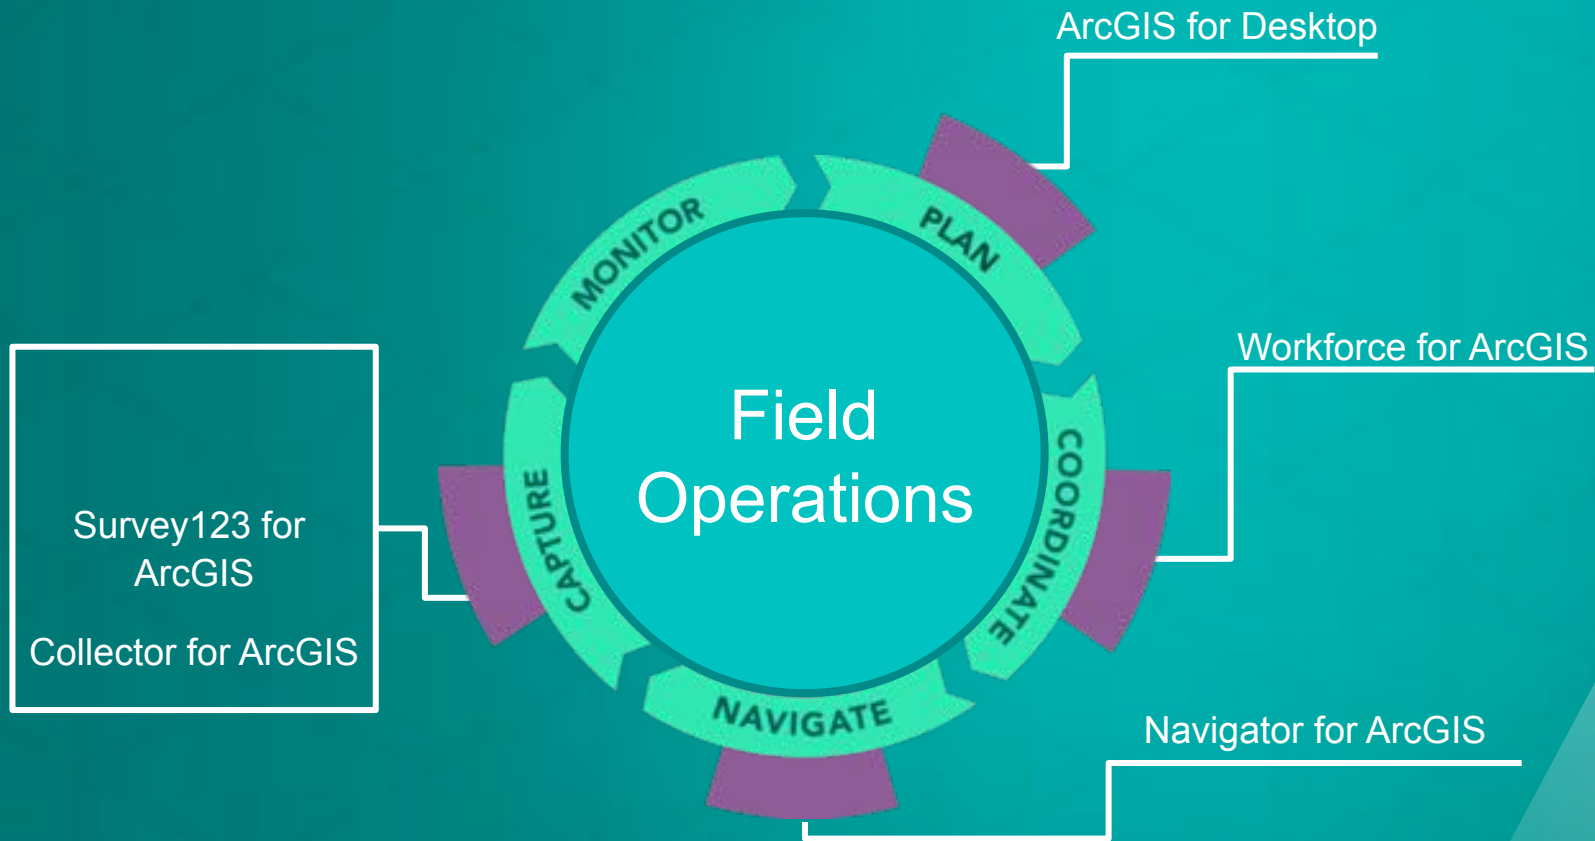 ArcGIS for Desktop
MONITOR
PLAN
Workforce for ArcGIS
Field
Operations
COORDINATE
CAPTURE
Survey123 for
ArcGIS
Collector for ArcGIS
NAVIGATE
Navigator for ArcGIS